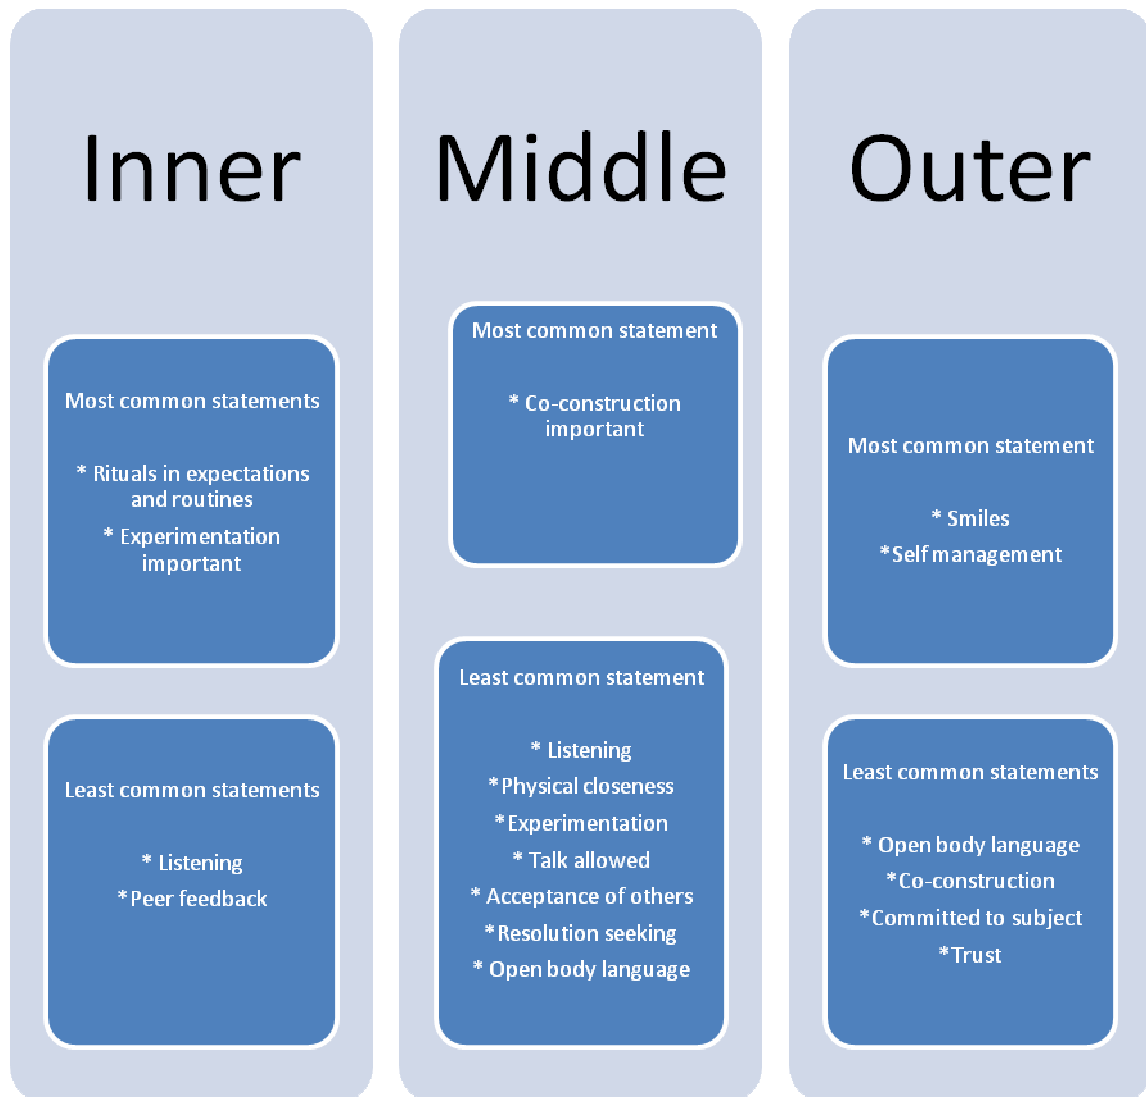 Inner
Most common statements
* Rituals in expectations
and routines
* Experimentation
important
Least common statements
* Listening
*Peer feedback
Middle
Most common statement
* Co-construction
important
Least common statement
* Listening
*Physical closeness
*Experimentation
* Talk allowed
* Acceptance of others
*Resolution seeking
* Open body language
Outer
Most common statement
* Smiles
*Self management
Least common statements
* Open body language
*Co-construction
*Committed to subject
*Trust